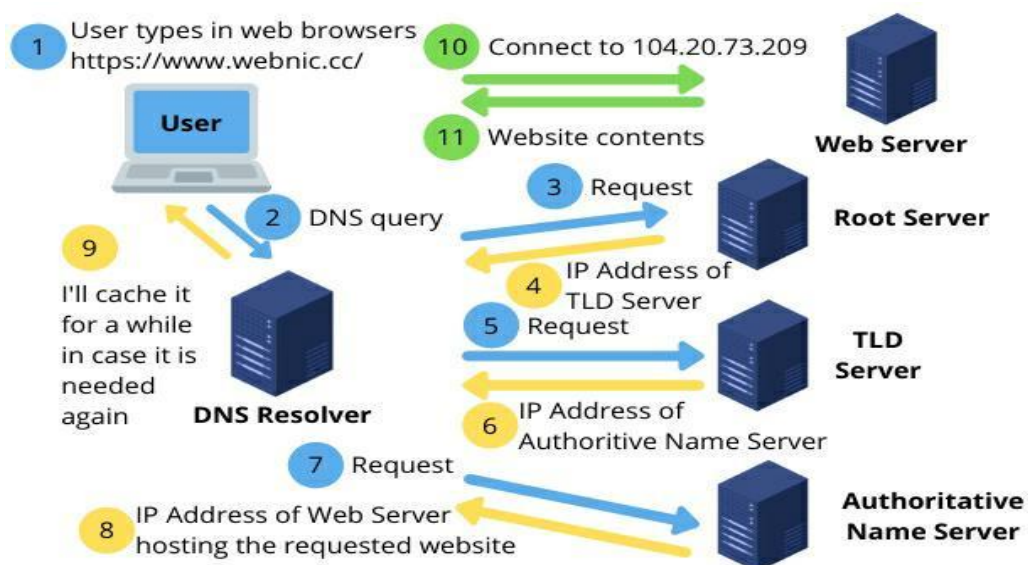 1 User types in web browsers
https://www.webnic.cc/
User
10 Connect to 104.20.73.209
11 Website contents
Web Server
2 DNS query
3 Request
Root Server
4 IP Address of
TLD Server
5 Request
TLD
Server
6 IP Address of
Authoritive Name Server
7 Request
Authoritative
Name Server
8 IP Address of Web Server
hosting the requested website
9
I'll cache it
for a while
in case it is
needed
again
DNS Resolver